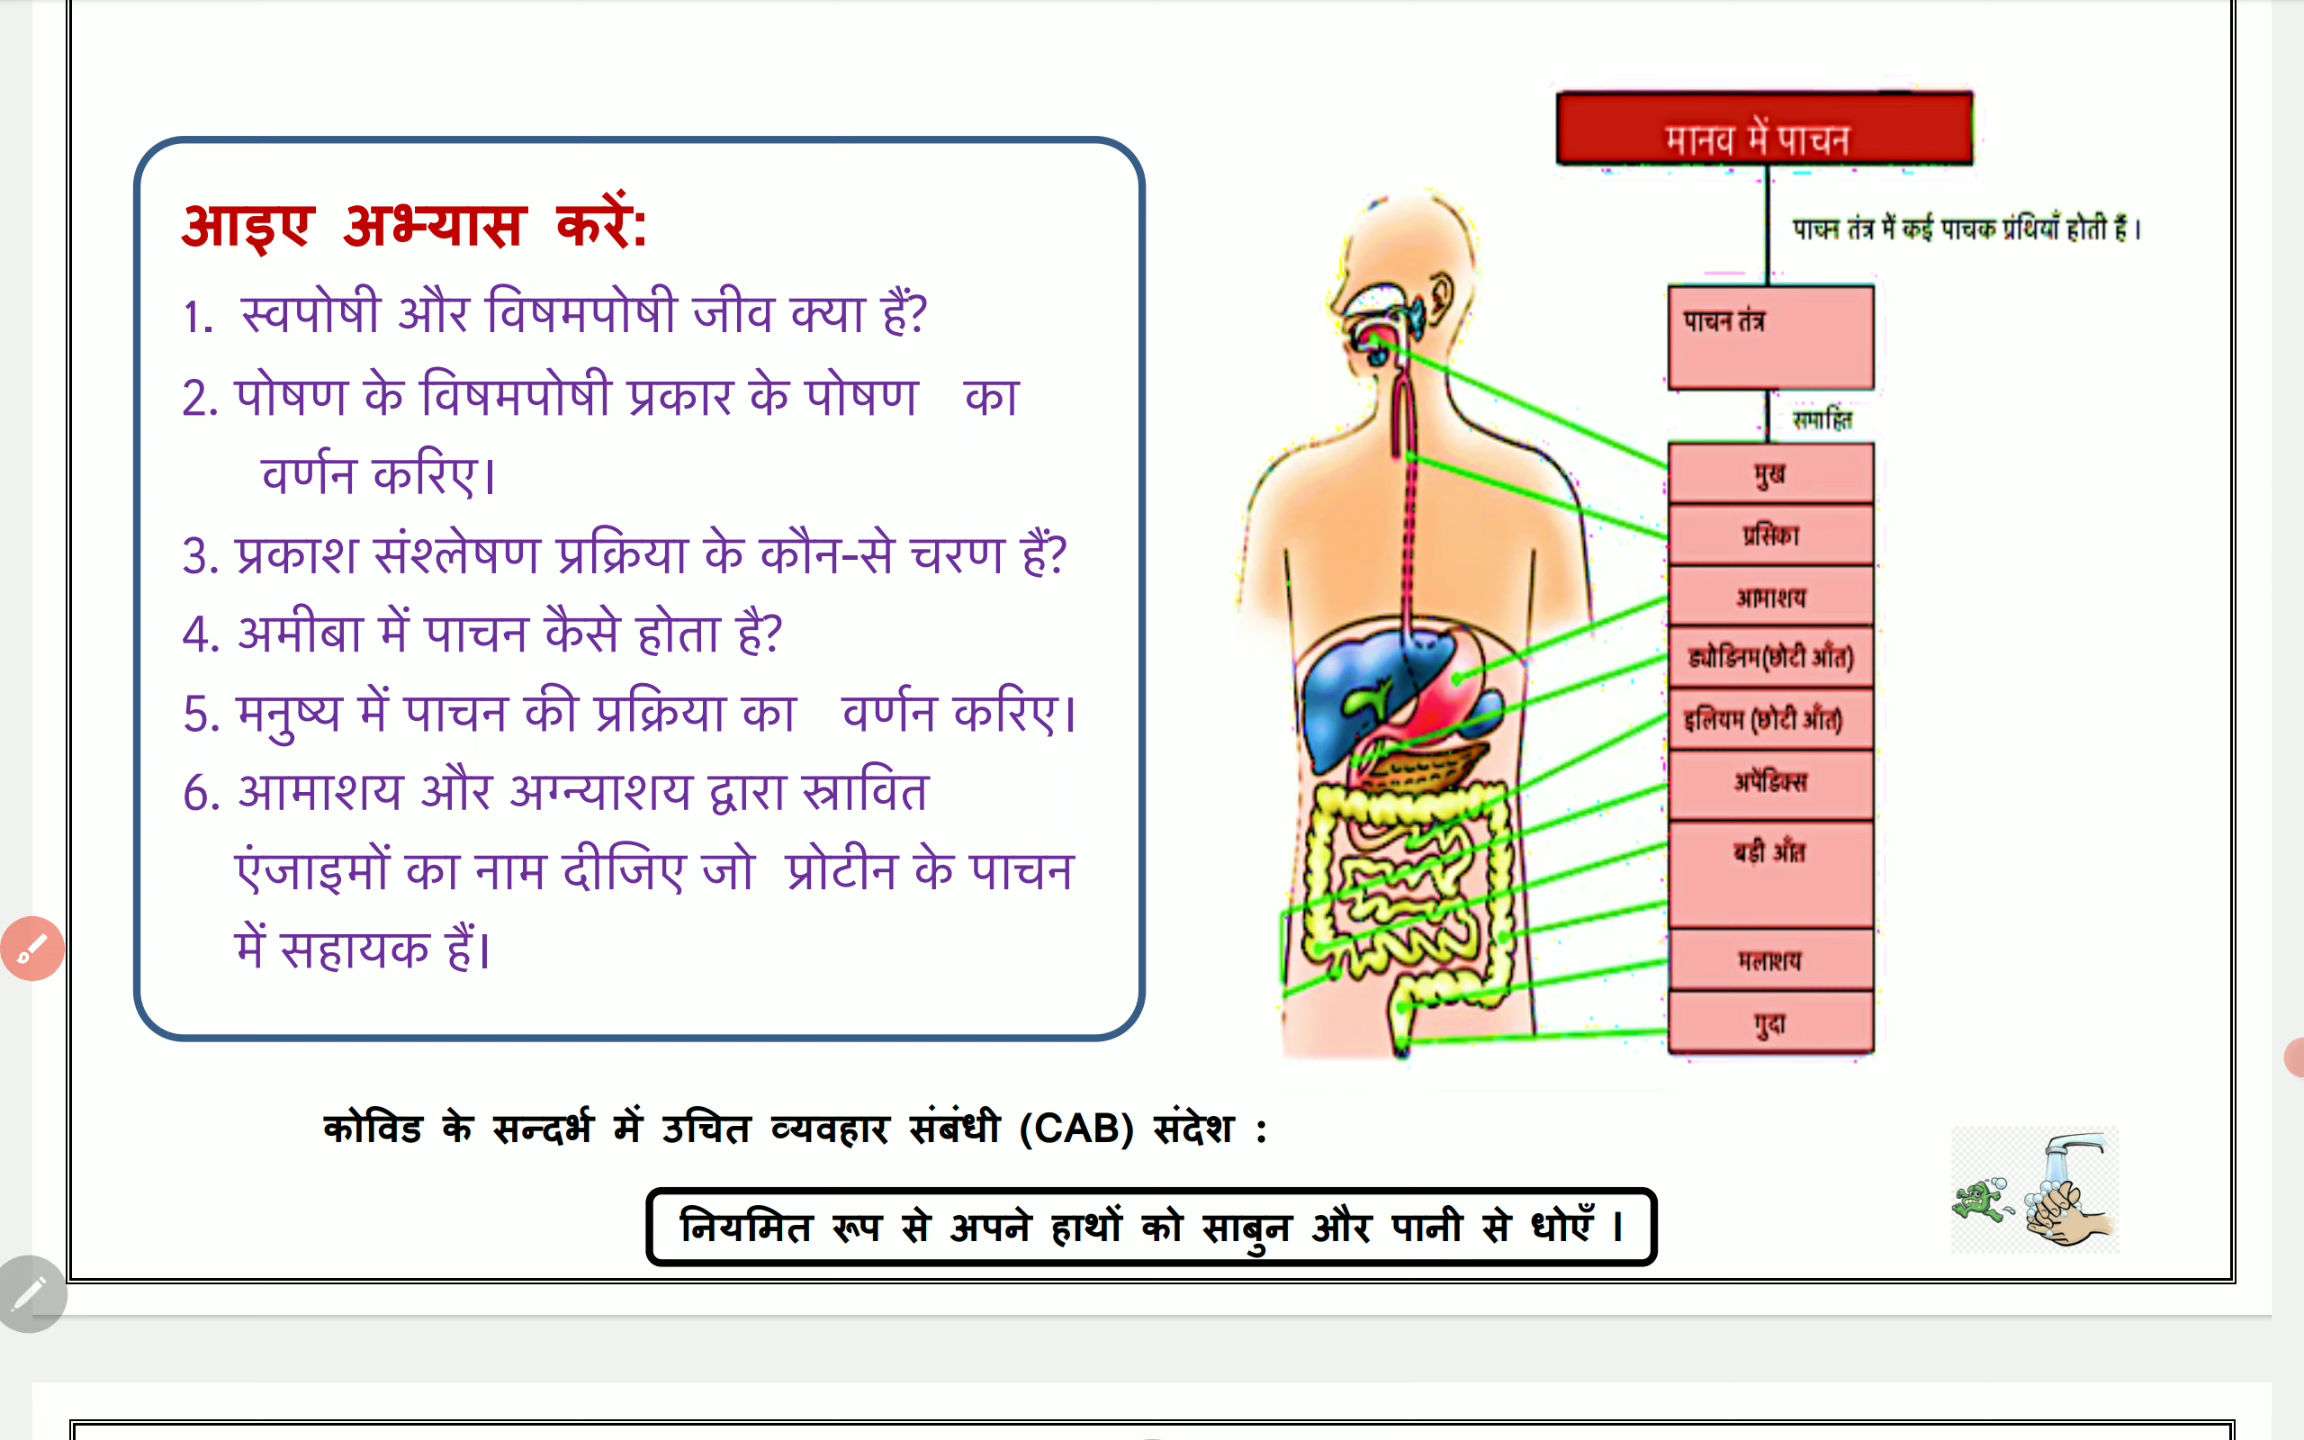 आइए अभ्यास करें:
1. स्वपोषी और विषमपोषी जीव क्या हैं?
2. पोषण के विषमपोषी प्रकार के पोषण का
वर्णन करिए।
3. प्रकाश संश्लेषण प्रक्रिया के कौन-से चरण हैं?
4. अमीबा में पाचन कैसे होता है?
5. मनुष्य में पाचन की प्रक्रिया का वर्णन करिए।
6. आमाशय और अग्न्याशय द्वारा स्रावित
एंजाइमों का नाम दीजिए जो प्रोटीन के पाचन
में सहायक हैं।
मानव में पाचन
पाचन तंत्र में कई पाचक ग्रंथियाँ होती हैं।
पाचन तंत्र
समाहित
मुख
ग्रसिका
आमाशय
ड्योडिनम(छोटी आँत)
इलियम (छोटी आँत)
अपेंडिक्स
बड़ी आँत
मलाशय
गुदा
कोविड के सन्दर्भ में उचित व्यवहार संबंधी (CAB) संदेश :
नियमित रूप से अपने हाथों को साबुन और पानी से धोएँ ।